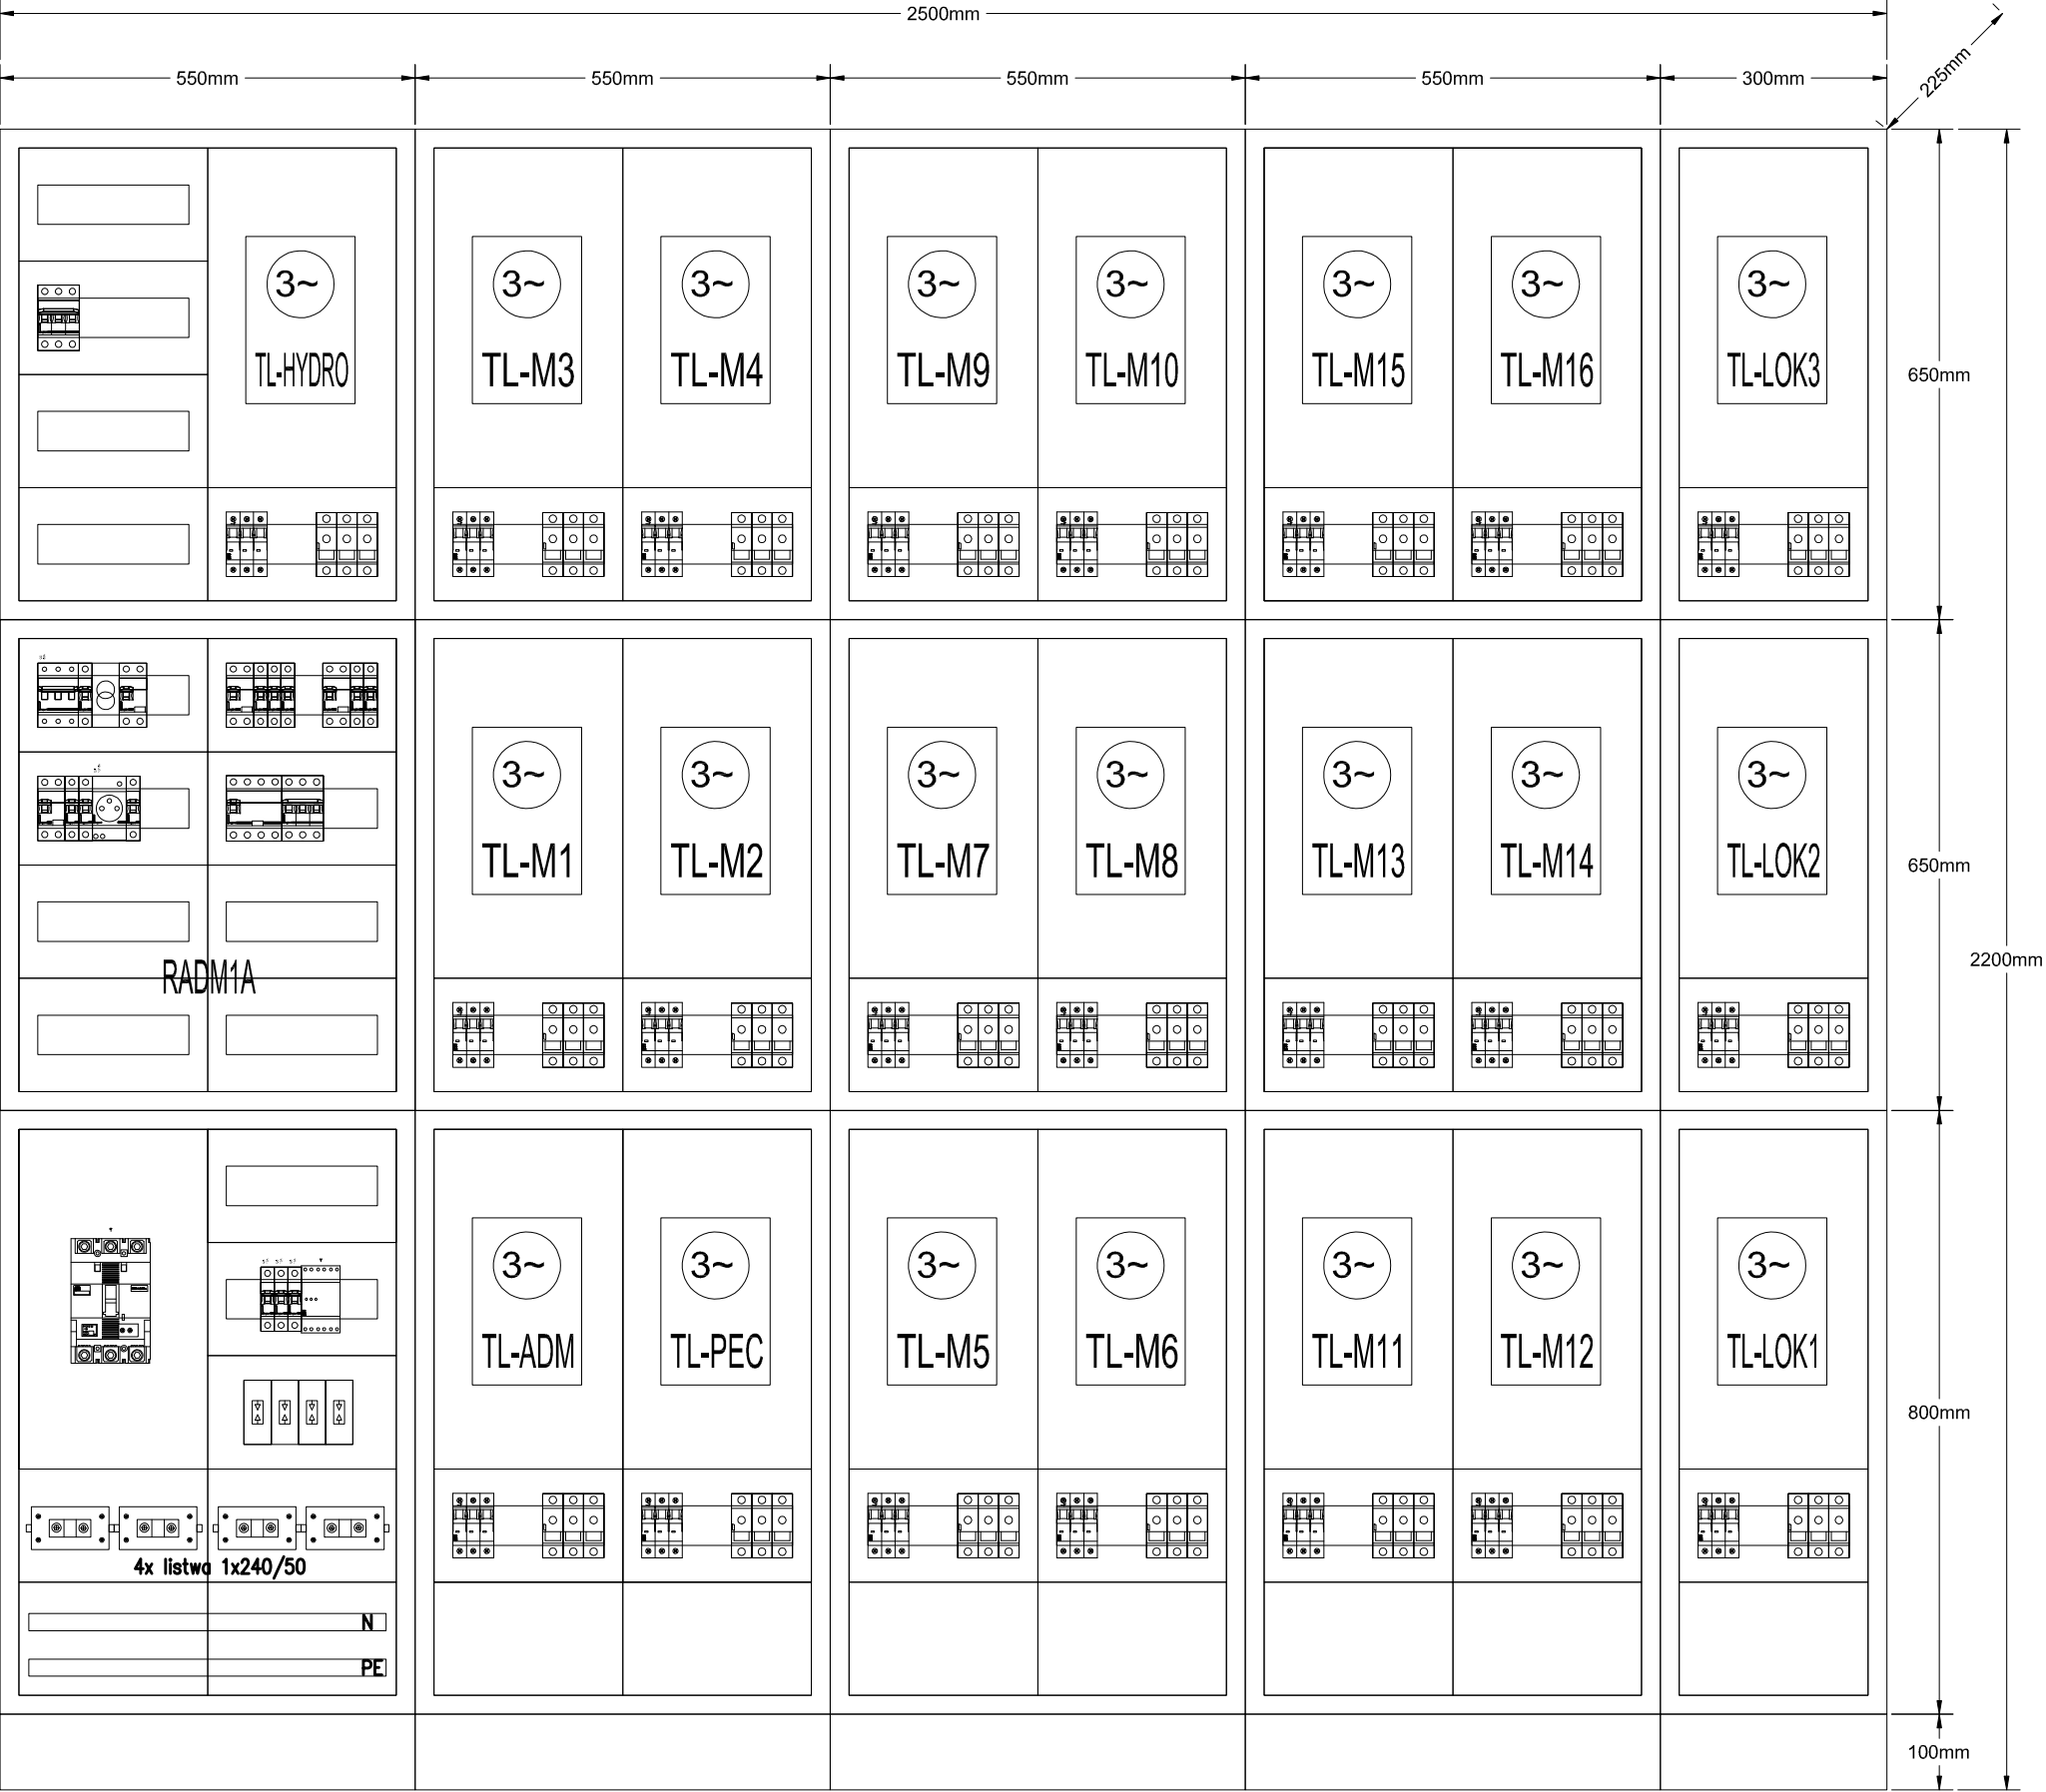 2500mm
225mm
550mm 550mm 550mm 550mm 300mm
3~ 3~ 3~ 3~ 3~ 3~ 3~ 3~
TL-HYDRO TL-M3 TL-M4 TL-M9 TL-M10 TL-M15 TL-M16 TL-LOK3
650mm
3~ 3~ 3~ 3~ 3~ 3~ 3~
TL-M1 TL-M2 TL-M7 TL-M8 TL-M13 TL-M14 TL-LOK2
650mm
RADM1A
2200mm
3~ 3~ 3~ 3~ 3~ 3~ 3~
TL-ADM TL-PEC TL-M5 TL-M6 TL-M11 TL-M12 TL-LOK1
800mm
4x listwa 1x240/50
N
PE
100mm